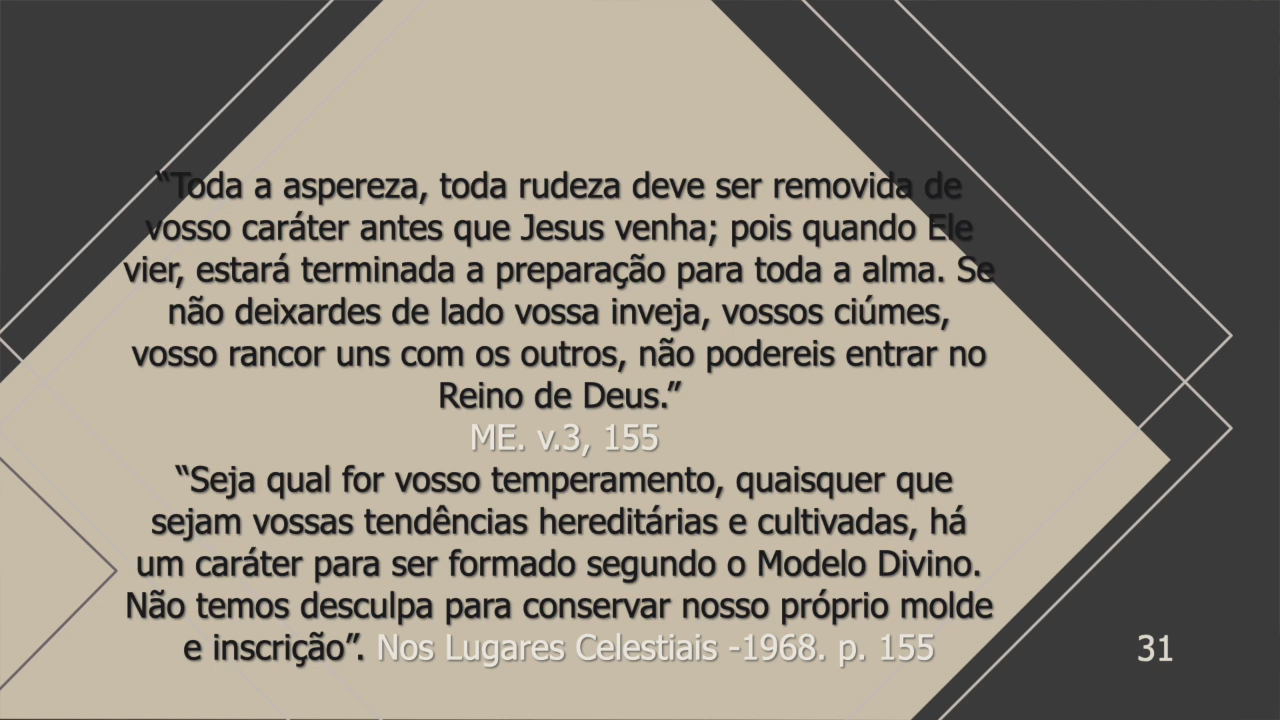 “Toda a aspereza, toda rudeza deve ser removida de
vosso caráter antes que Jesus venha; pois quando Ele
vier, estará terminada a preparação para toda a alma. Se
não deixardes de lado vossa inveja, vossos ciúmes,
vosso rancor uns com os outros, não podereis entrar no
Reino de Deus.”
ME. v.3, 155
“Seja qual for vosso temperamento, quaisquer que
sejam vossas tendências hereditárias e cultivadas, há
um caráter para ser formado segundo o Modelo Divino.
Não temos desculpa para conservar nosso próprio molde
e inscrição”. Nos Lugares Celestiais -1968. p. 155
31